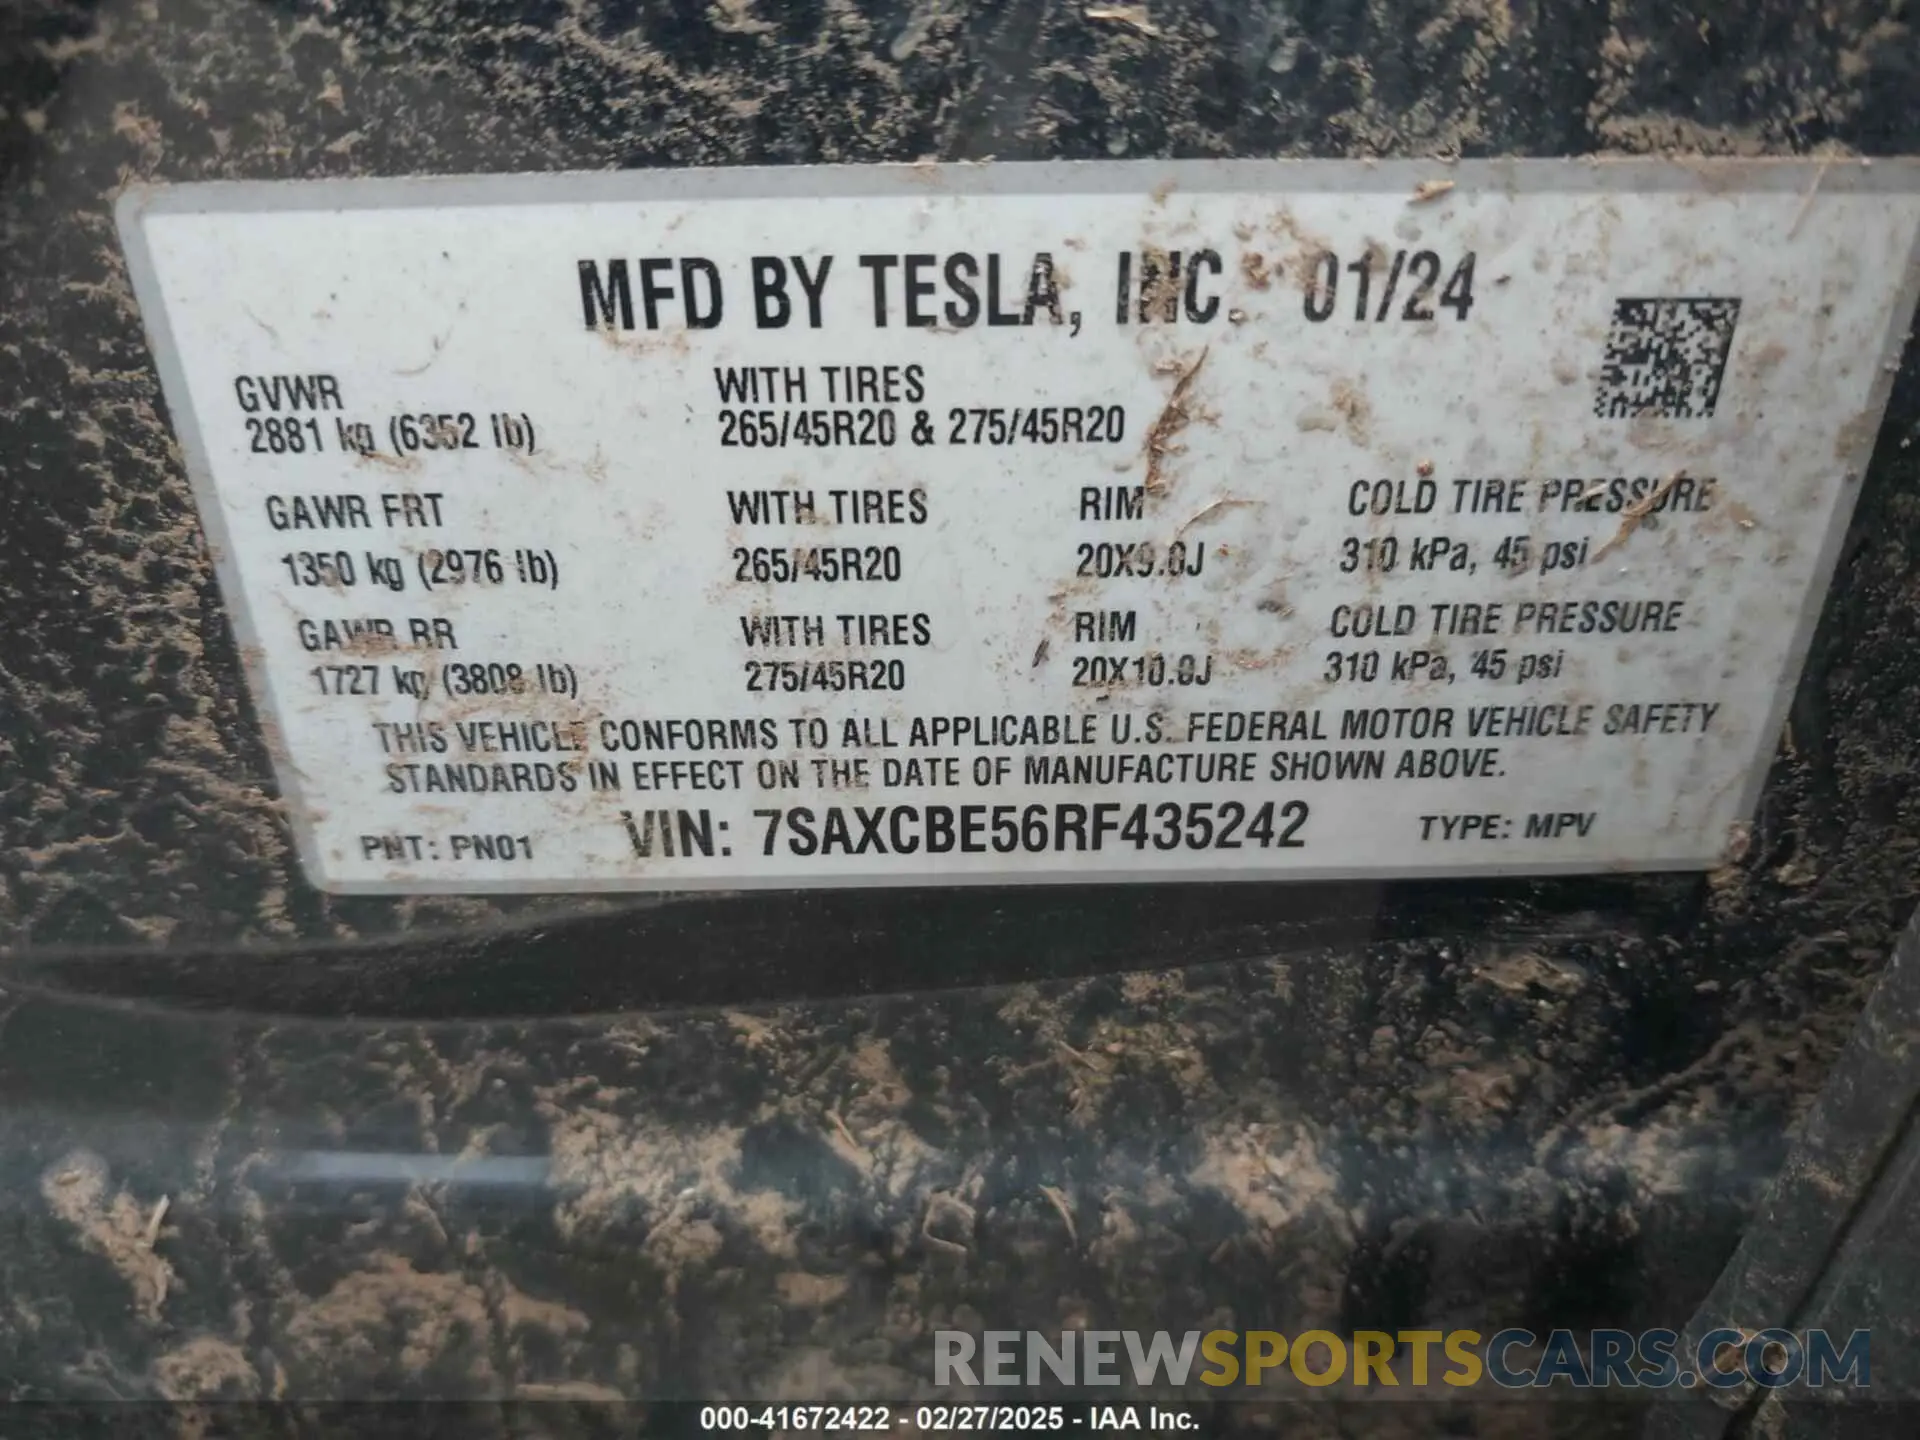 MFD BY TESLA, INC. 01/24
GVWR WITH TIRES
2881 kg (6352 lb) 265/45R20 & 275/45R20
GAWR FRT WITH TIRES RIM COLD TIRE PRESSURE
1350 kg (2976 lb) 265/45R20 20X9.0J 310 kPa, 45 psi
GAWR RR WITH TIRES RIM COLD TIRE PRESSURE
1727 kg (3808 lb) 275/45R20 20X10.0J 310 kPa, 45 psi
THIS VEHICLE CONFORMS TO ALL APPLICABLE U.S. FEDERAL MOTOR VEHICLE SAFETY
STANDARDS IN EFFECT ON THE DATE OF MANUFACTURE SHOWN ABOVE.
PNT: PN01 VIN: 7SAXCBE56RF435242 TYPE: MPV
RENEWSPORTSCARS.COM
000-41672422 - 02/27/2025 - IAA Inc.